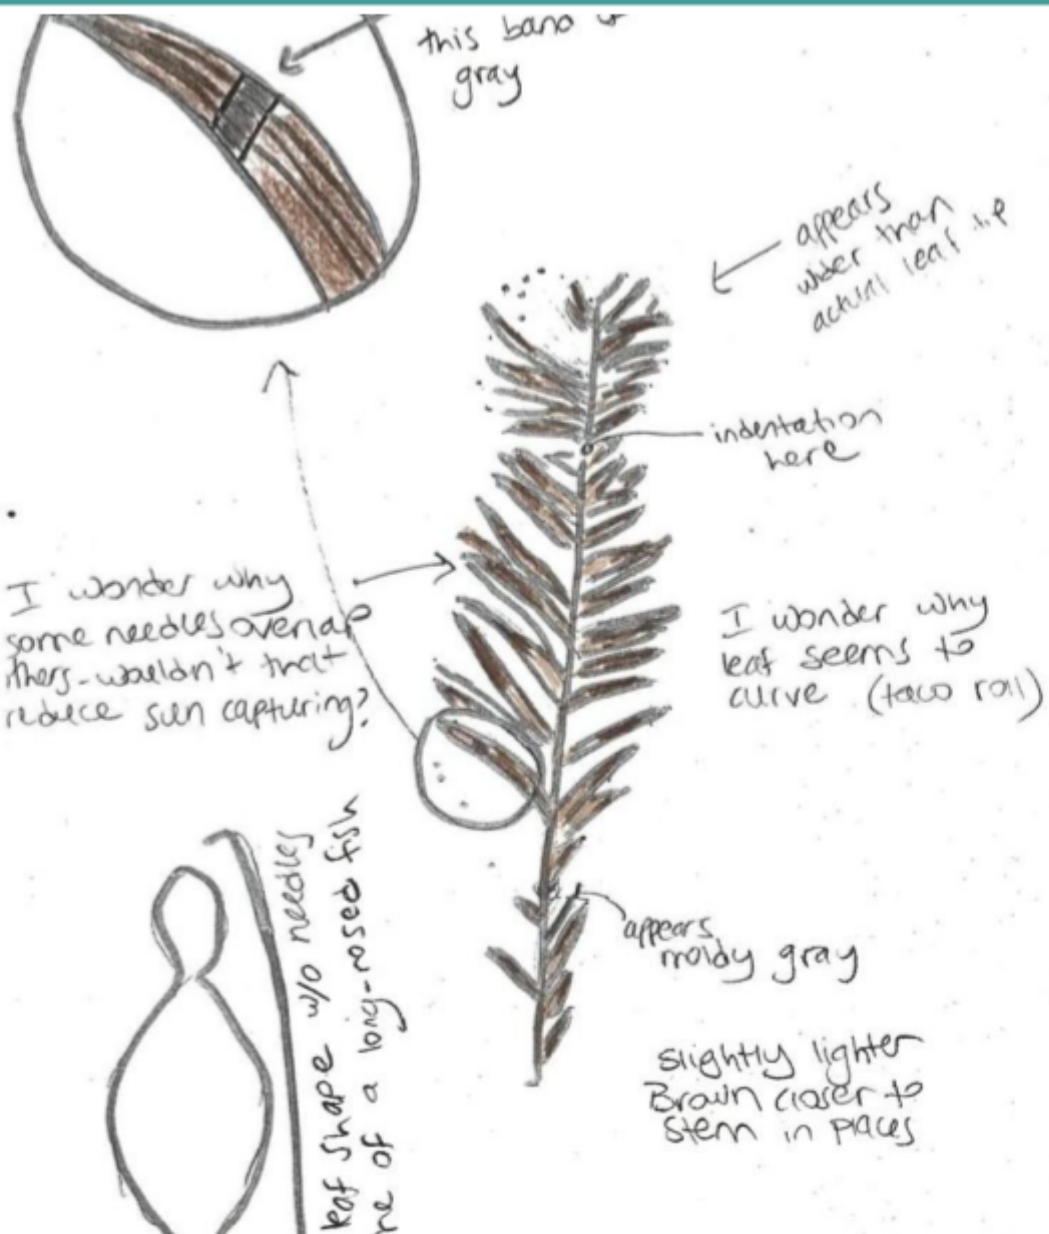 this band
gray
appears
wider than
actual leaf tip
indentation
here
I wonder why
some needles overlap
thers-wouldn't that
reduce sun capturing?
I wonder why
leaf seems to
curve (taco roll)
appears
moldy gray
slightly lighter
Brown closer to
stem in places
leaf shape w/o needles
of a long-nosed fish